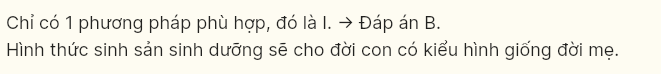 Chỉ có 1 phương pháp phù hợp, đó là I. → Đáp án B.
Hình thức sinh sản sinh dưỡng sẽ cho đời con có kiểu hình giống đời mẹ.